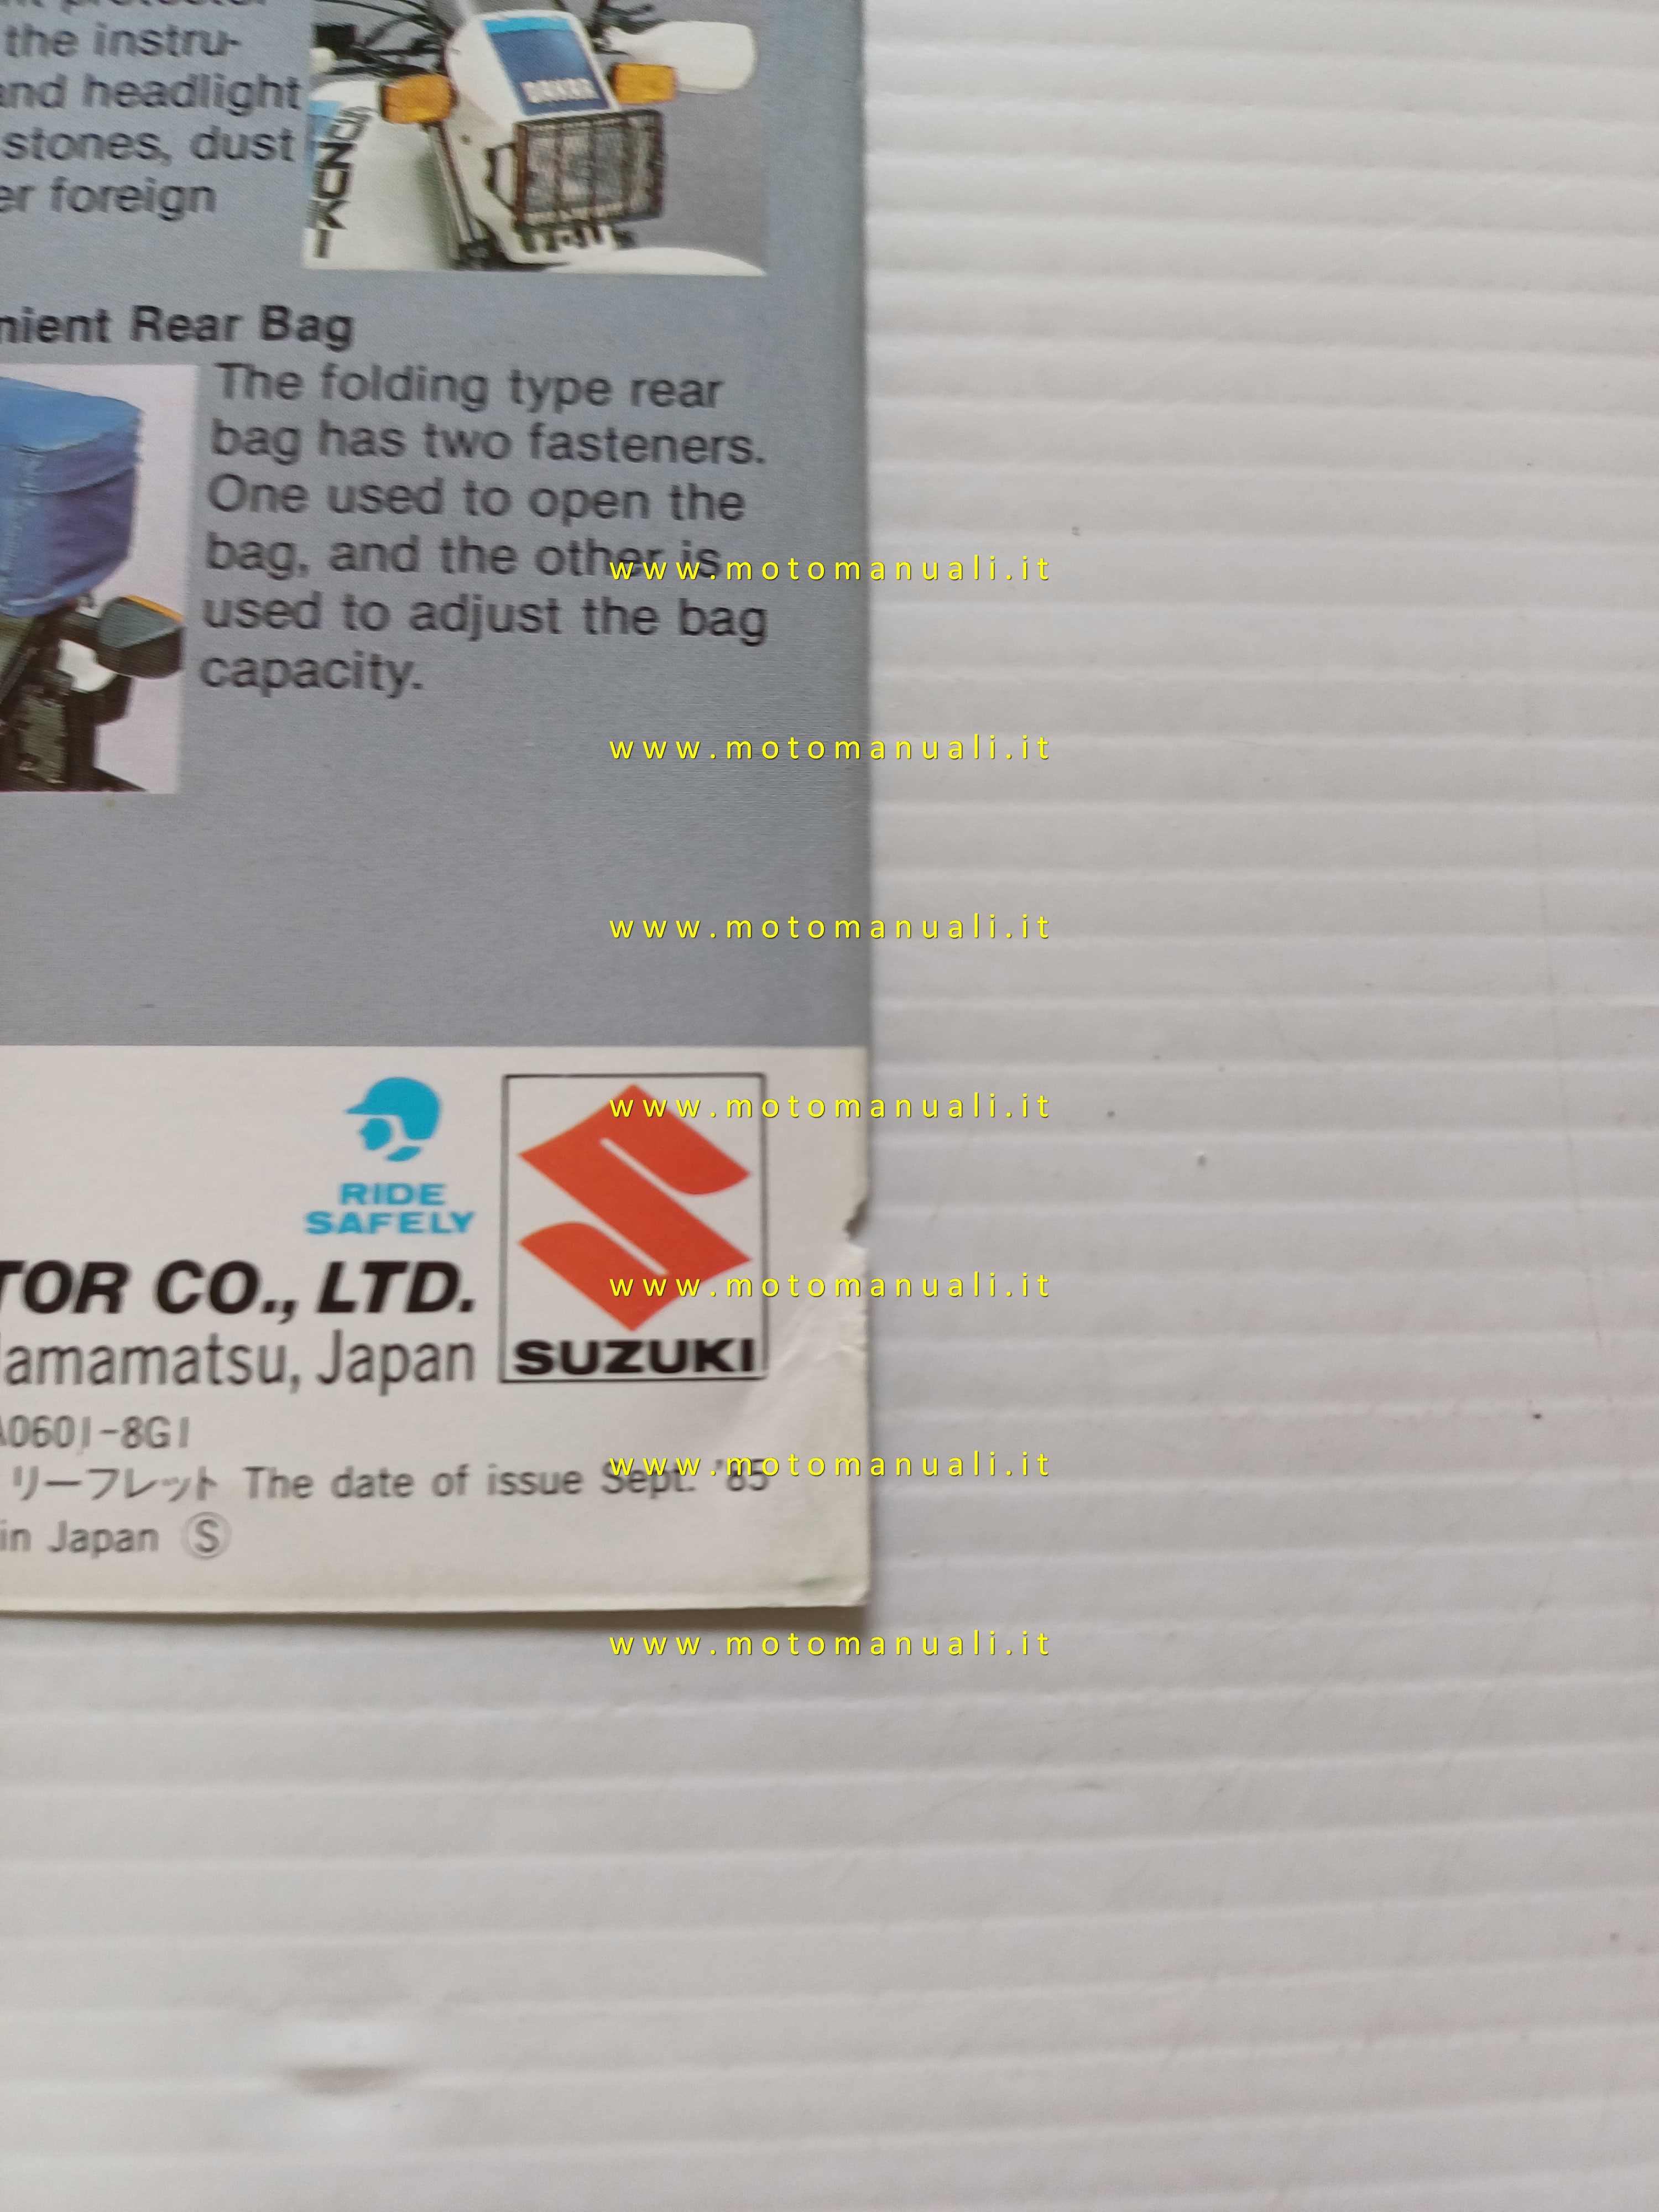 the instru-
and headlight
stones, dust
er foreign
SUZUKI
nient Rear Bag
The folding type rear
bag has two fasteners.
One used to open the
bag, and the other is
used to adjust the bag
capacity.
www.motomanuali.it
www.motomanuali.it
www.motomanuali.it
www.motomanuali.it
RIDE
SAFELY
TOR CO., LTD.
www.motomanuali.it
amamatsu, Japan
SUZUKI
A0601-8G1
リーフレット The date of issue Sept. '85
www.motomanuali.it
in Japan Ⓢ
www.motomanuali.it